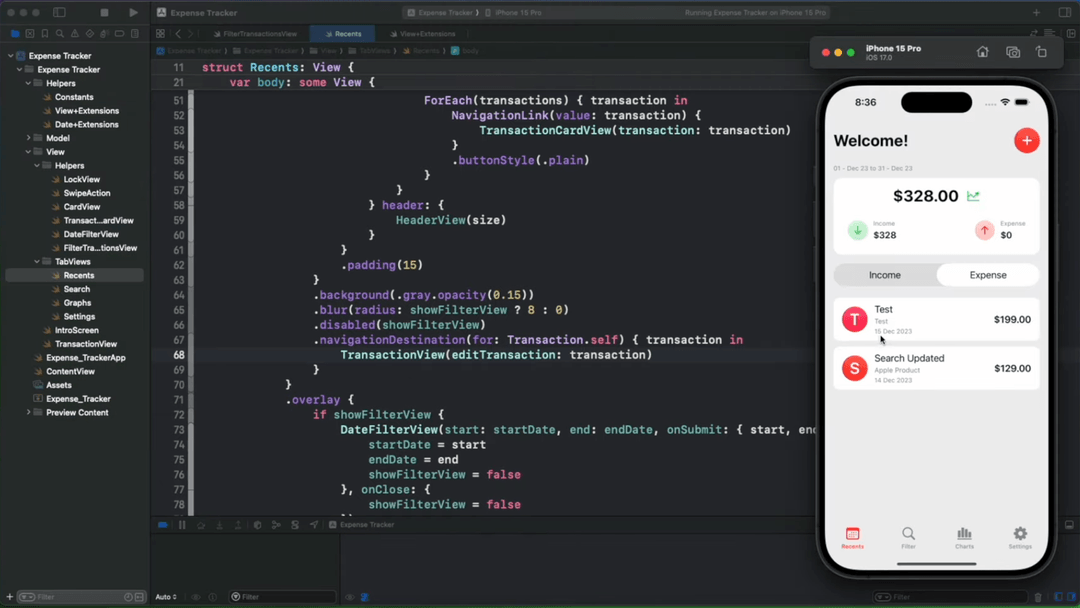 Expense Tracker
Expense Tracker
iPhone 15 Pro
Running Expense Tracker on iPhone 15 Pro
FilterTransactionsView
Recents
View+Extensions
Expense Tracker
Expense Tracker
View
TabViews
Recents
body
Expense Tracker
Expense Tracker
Helpers
Constants
View+Extensions
Date+Extensions
Model
View
Helpers
LockView
SwipeAction
CardView
Transact...ardView
DateFilterView
FilterTra...tionsView
TabViews
Recents
Search
Graphs
Settings
IntroScreen
TransactionView
Expense_TrackerApp
ContentView
Assets
Expense_Tracker
Preview Content
Filter
11 struct Recents: View {
21 var body: some View {
51 ForEach(transactions) { transaction in
52 NavigationLink(value: transaction) {
53 TransactionCardView(transaction: transaction)
54 }
55 .buttonStyle(.plain)
56 }
57 }
58 } header: {
59 HeaderView(size)
60 }
61 }
62 .padding(15)
63 }
64 .background(.gray.opacity(0.15))
65 .blur(radius: showFilterView ? 8 : 0)
66 .disabled(showFilterView)
67 .navigationDestination(for: Transaction.self) { transaction in
68 TransactionView(editTransaction: transaction)
69 }
70 }
71 .overlay {
72 if showFilterView {
73 DateFilterView(start: startDate, end: endDate, onSubmit: { start, end
74 startDate = start
75 endDate = end
76 showFilterView = false
77 }, onClose: {
78 showFilterView = false
Expense Tracker
Auto
Filter
Filter
iPhone 15 Pro
iOS 17.0
8:36
Welcome!
+
01 - Dec 23 to 31 - Dec 23
$328.00
Income
$328
Expense
$0
Income
Expense
T
Test
Test
15 Dec 2023
$199.00
S
Search Updated
Apple Product
14 Dec 2023
$129.00
Recents
Filter
Charts
Settings